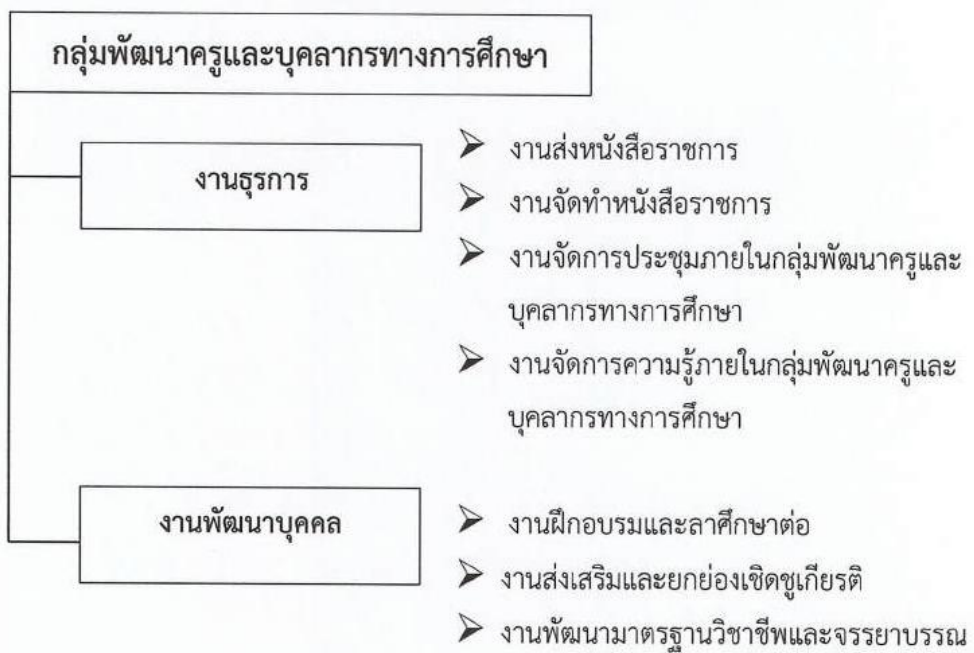 กลุ่มพัฒนาครูและบุคลากรทางการศึกษา
งานธุรการ
งานส่งหนังสือราชการ
งานจัดทำหนังสือราชการ
งานจัดการประชุมภายในกลุ่มพัฒนาครูและ
บุคลากรทางการศึกษา
งานจัดการความรู้ภายในกลุ่มพัฒนาครูและ
บุคลากรทางการศึกษา
งานพัฒนาบุคคล
งานฝึกอบรมและลาศึกษาต่อ
งานส่งเสริมและยกย่องเชิดชูเกียรติ
งานพัฒนามาตรฐานวิชาชีพและจรรยาบรรณ